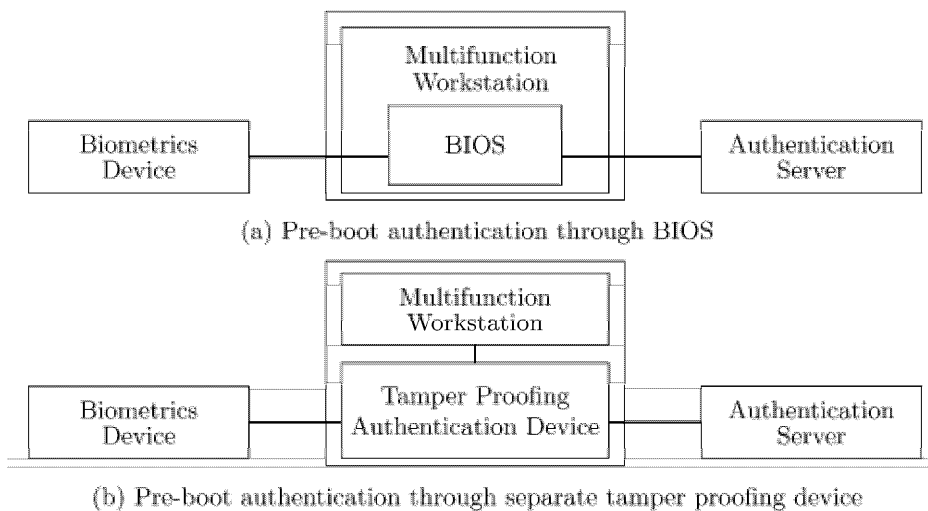 Multifunction
Workstation
Biometrics
Device
BIOS
Authentication
Server
(a) Pre-boot authentication through BIOS
Multifunction
Workstation
Biometrics
Device
Tamper Proofing
Authentication Device
Authentication
Server
(b) Pre-boot authentication through separate tamper proofing device